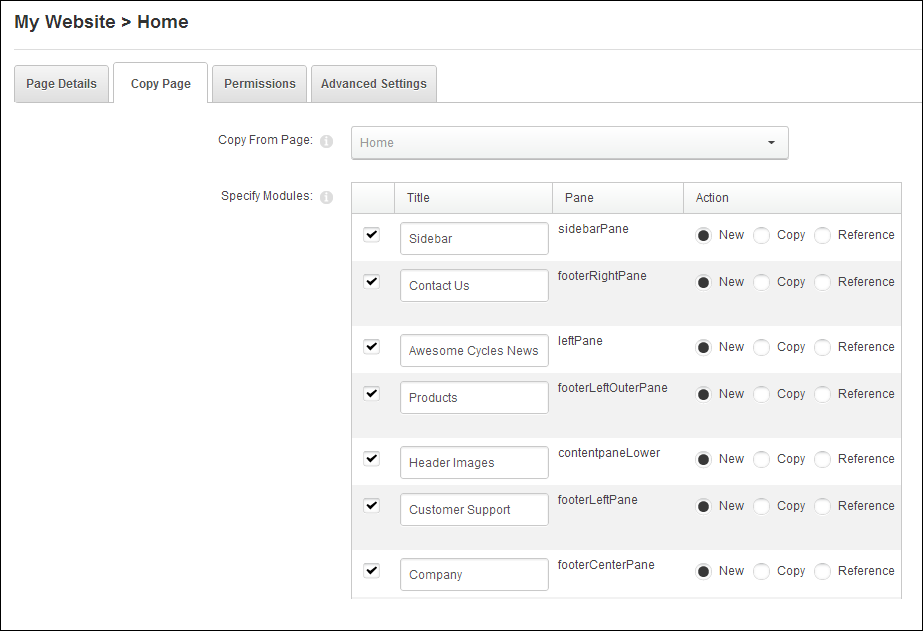 My Website > Home
Page Details Copy Page Permissions Advanced Settings
Copy From Page: Home
Specify Modules:
Title Pane Action
Sidebar sidebarPane New Copy Reference
Contact Us footerRightPane New Copy Reference
Awesome Cycles News leftPane New Copy Reference
Products footerLeftOuterPane New Copy Reference
Header Images contentpaneLower New Copy Reference
Customer Support footerLeftPane New Copy Reference
Company footerCenterPane New Copy Reference